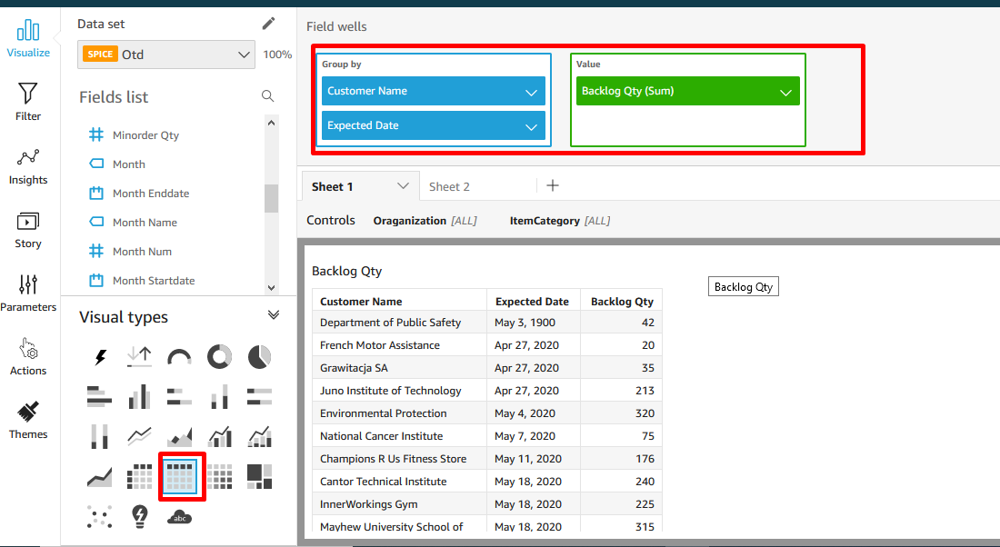 Visualize
Filter
Insights
Story
Parameters
Actions
Themes
Data set
SPICE Otd 100%
Fields list
Minorder Qty
Month
Month Enddate
Month Name
Month Num
Month Startdate
Visual types
abc
Field wells
Group by
Customer Name
Expected Date
Value
Backlog Qty (Sum)
Sheet 1 Sheet 2
Controls Oraganization [ALL] ItemCategory [ALL]
Backlog Qty
Backlog Qty
Customer Name Expected Date Backlog Qty
Department of Public Safety May 3, 1900 42
French Motor Assistance Apr 27, 2020 20
Grawitacja SA Apr 27, 2020 35
Juno Institute of Technology Apr 27, 2020 213
Environmental Protection May 4, 2020 320
National Cancer Institute May 7, 2020 75
Champions R Us Fitness Store May 11, 2020 176
Cantor Technical Institute May 18, 2020 240
InnerWorkings Gym May 18, 2020 225
Mayhew University School of May 18, 2020 315